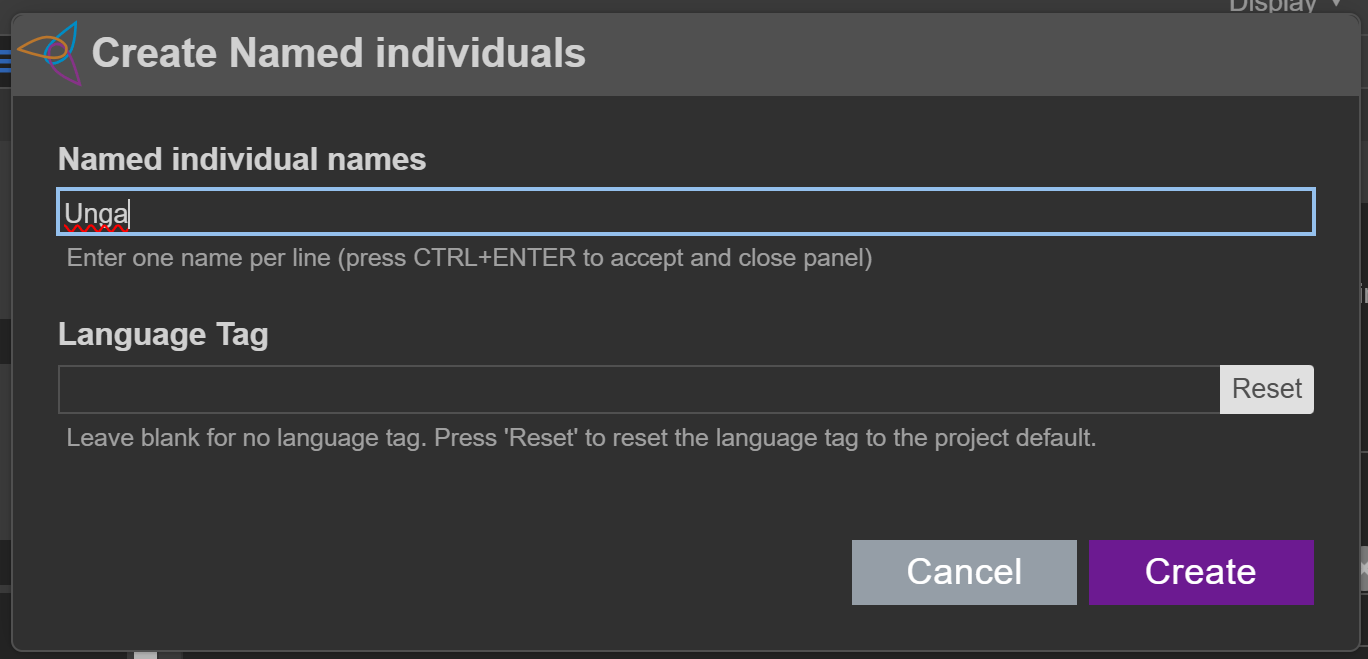 Display
Create Named individuals
Named individual names
Unga
Enter one name per line (press CTRL+ENTER to accept and close panel)
Language Tag
Reset
Leave blank for no language tag. Press 'Reset' to reset the language tag to the project default.
Cancel
Create